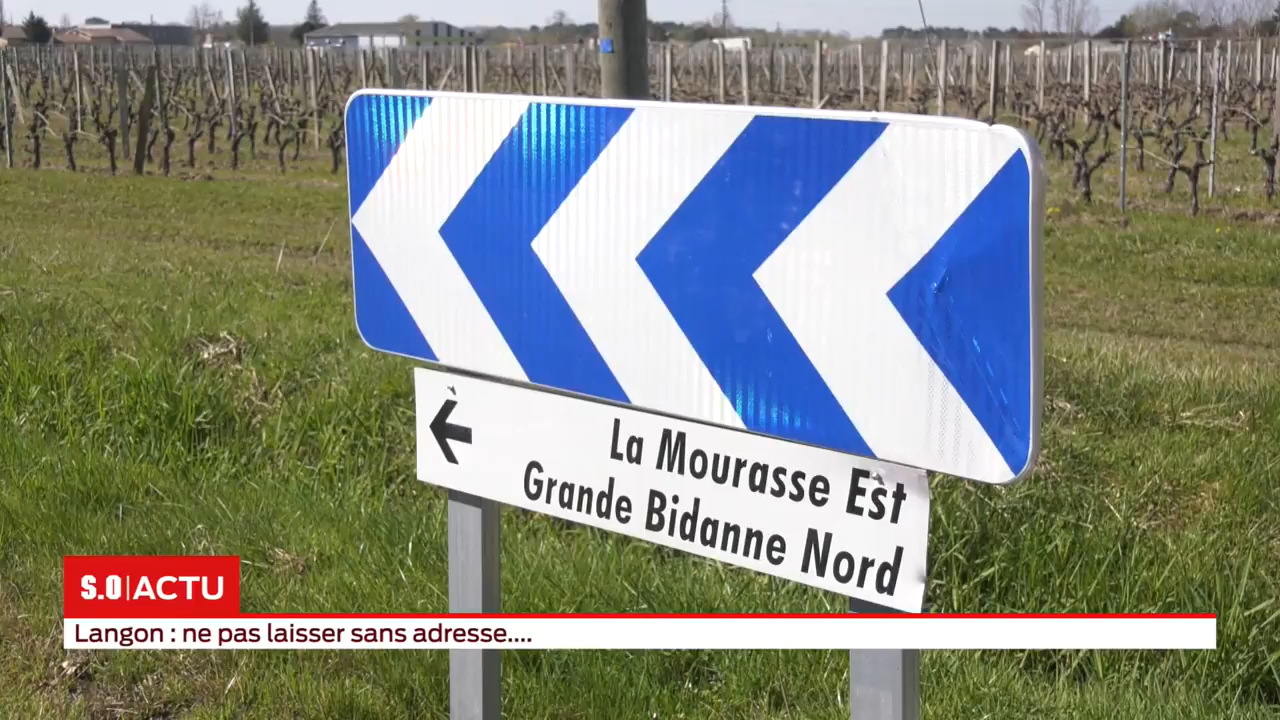 La Mourasse Est
Grande Bidanne Nord
S.O|ACTU
Langon : ne pas laisser sans adresse....